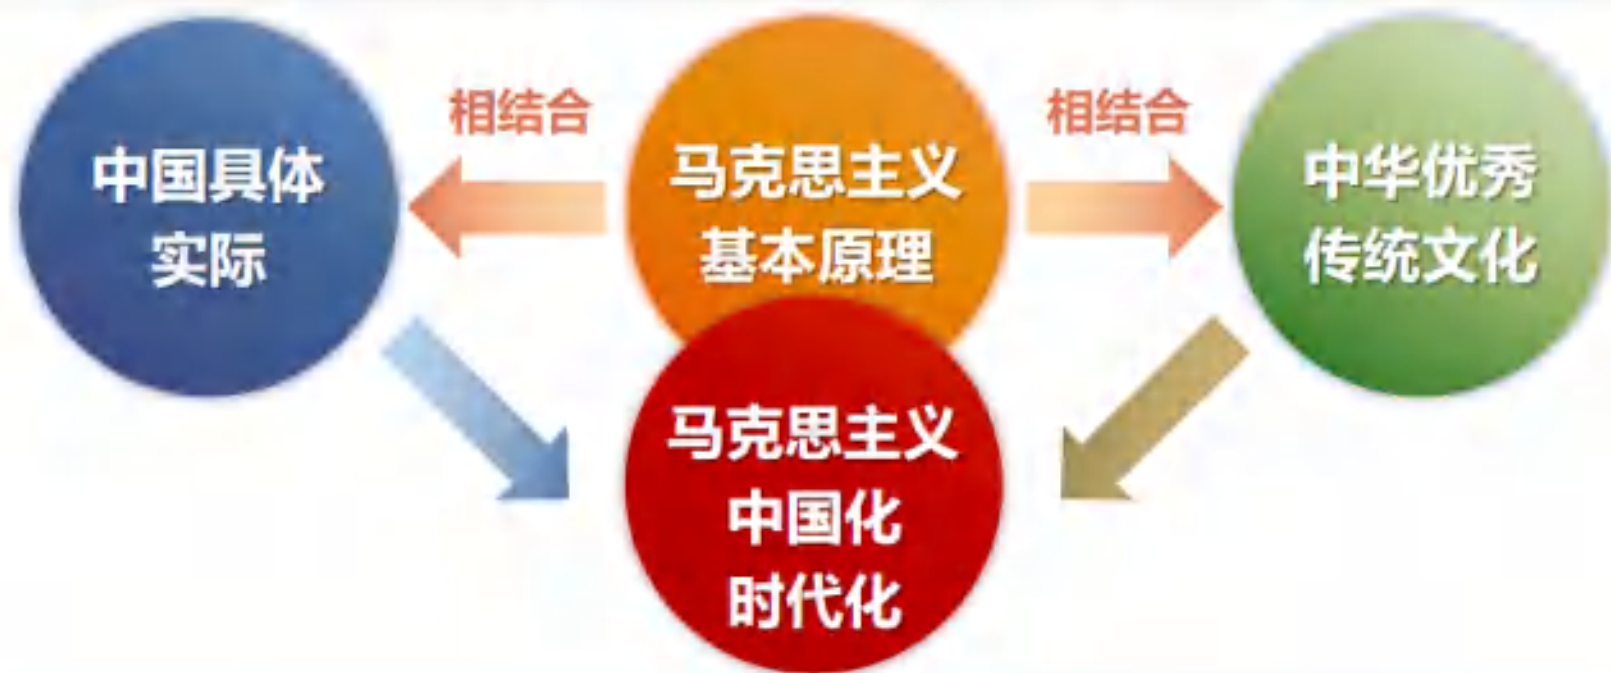 中国具体
实际
相结合
马克思主义
基本原理
相结合
中华优秀
传统文化
马克思主义
中国化
时代化